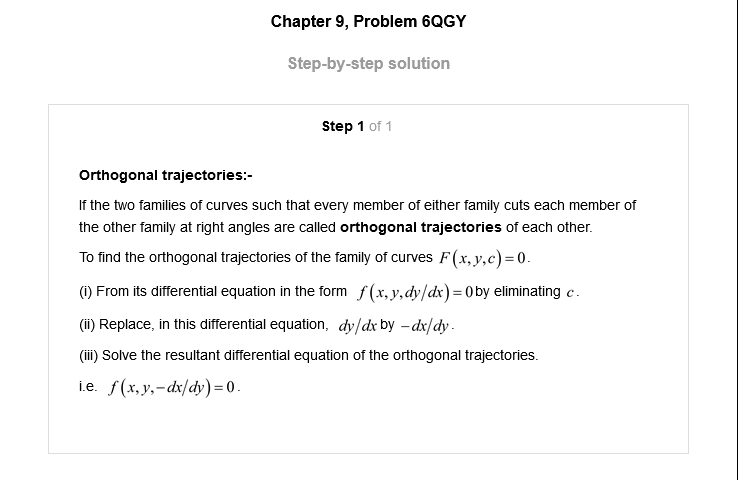 Chapter 9, Problem 6QGY
Step-by-step solution
Step 1 of 1
Orthogonal trajectories:-
If the two families of curves such that every member of either family cuts each member of
the other family at right angles are called orthogonal trajectories of each other.
To find the orthogonal trajectories of the family of curves F(x,y,c)=0.
(i) From its differential equation in the form f(x,y,dy/dx)=0 by eliminating c.
(ii) Replace, in this differential equation, dy/dx by −dx/dy.
(iii) Solve the resultant differential equation of the orthogonal trajectories.
i.e. f(x,y,−dx/dy)=0.